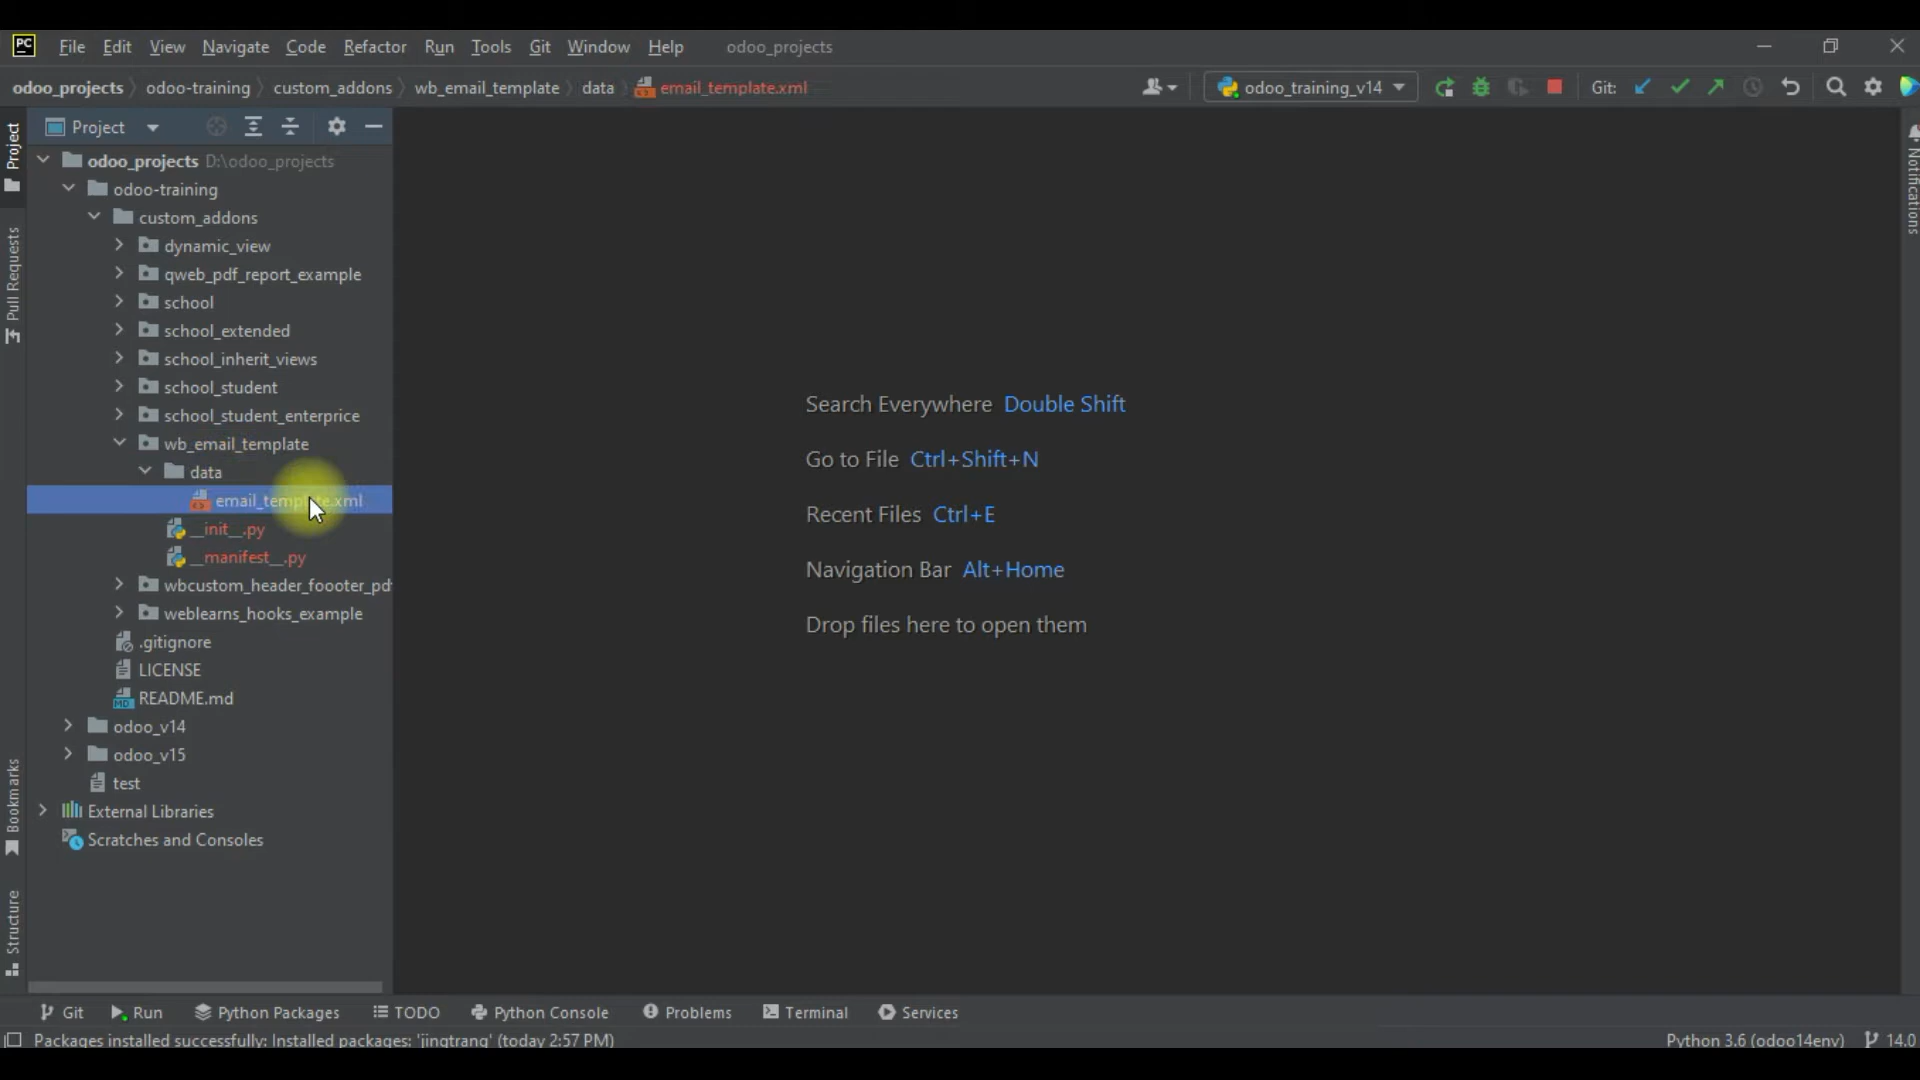 PC File Edit View Navigate Code Refactor Run Tools Git Window Help odoo_projects
odoo_projects odoo-training custom_addons wb_email_template data email_template.xml odoo_training_v14 Git:
Project
Project
Pull Requests
Bookmarks
Structure
Notifications
odoo_projects D:\odoo_projects
odoo-training
custom_addons
dynamic_view
qweb_pdf_report_example
school
school_extended
school_inherit_views
school_student
school_student_enterprice
wb_email_template
data
email_template.xml
__init__.py
__manifest__.py
wbcustom_header_foooter_pd
weblearns_hooks_example
.gitignore
LICENSE
README.md
odoo_v14
odoo_v15
test
External Libraries
Scratches and Consoles
Search Everywhere Double Shift
Go to File Ctrl+Shift+N
Recent Files Ctrl+E
Navigation Bar Alt+Home
Drop files here to open them
Git Run Python Packages TODO Python Console Problems Terminal Services
Packages installed successfully: Installed packages: 'jingtrang' (today 2:57 PM) Python 3.6 (odoo14env) 14.0